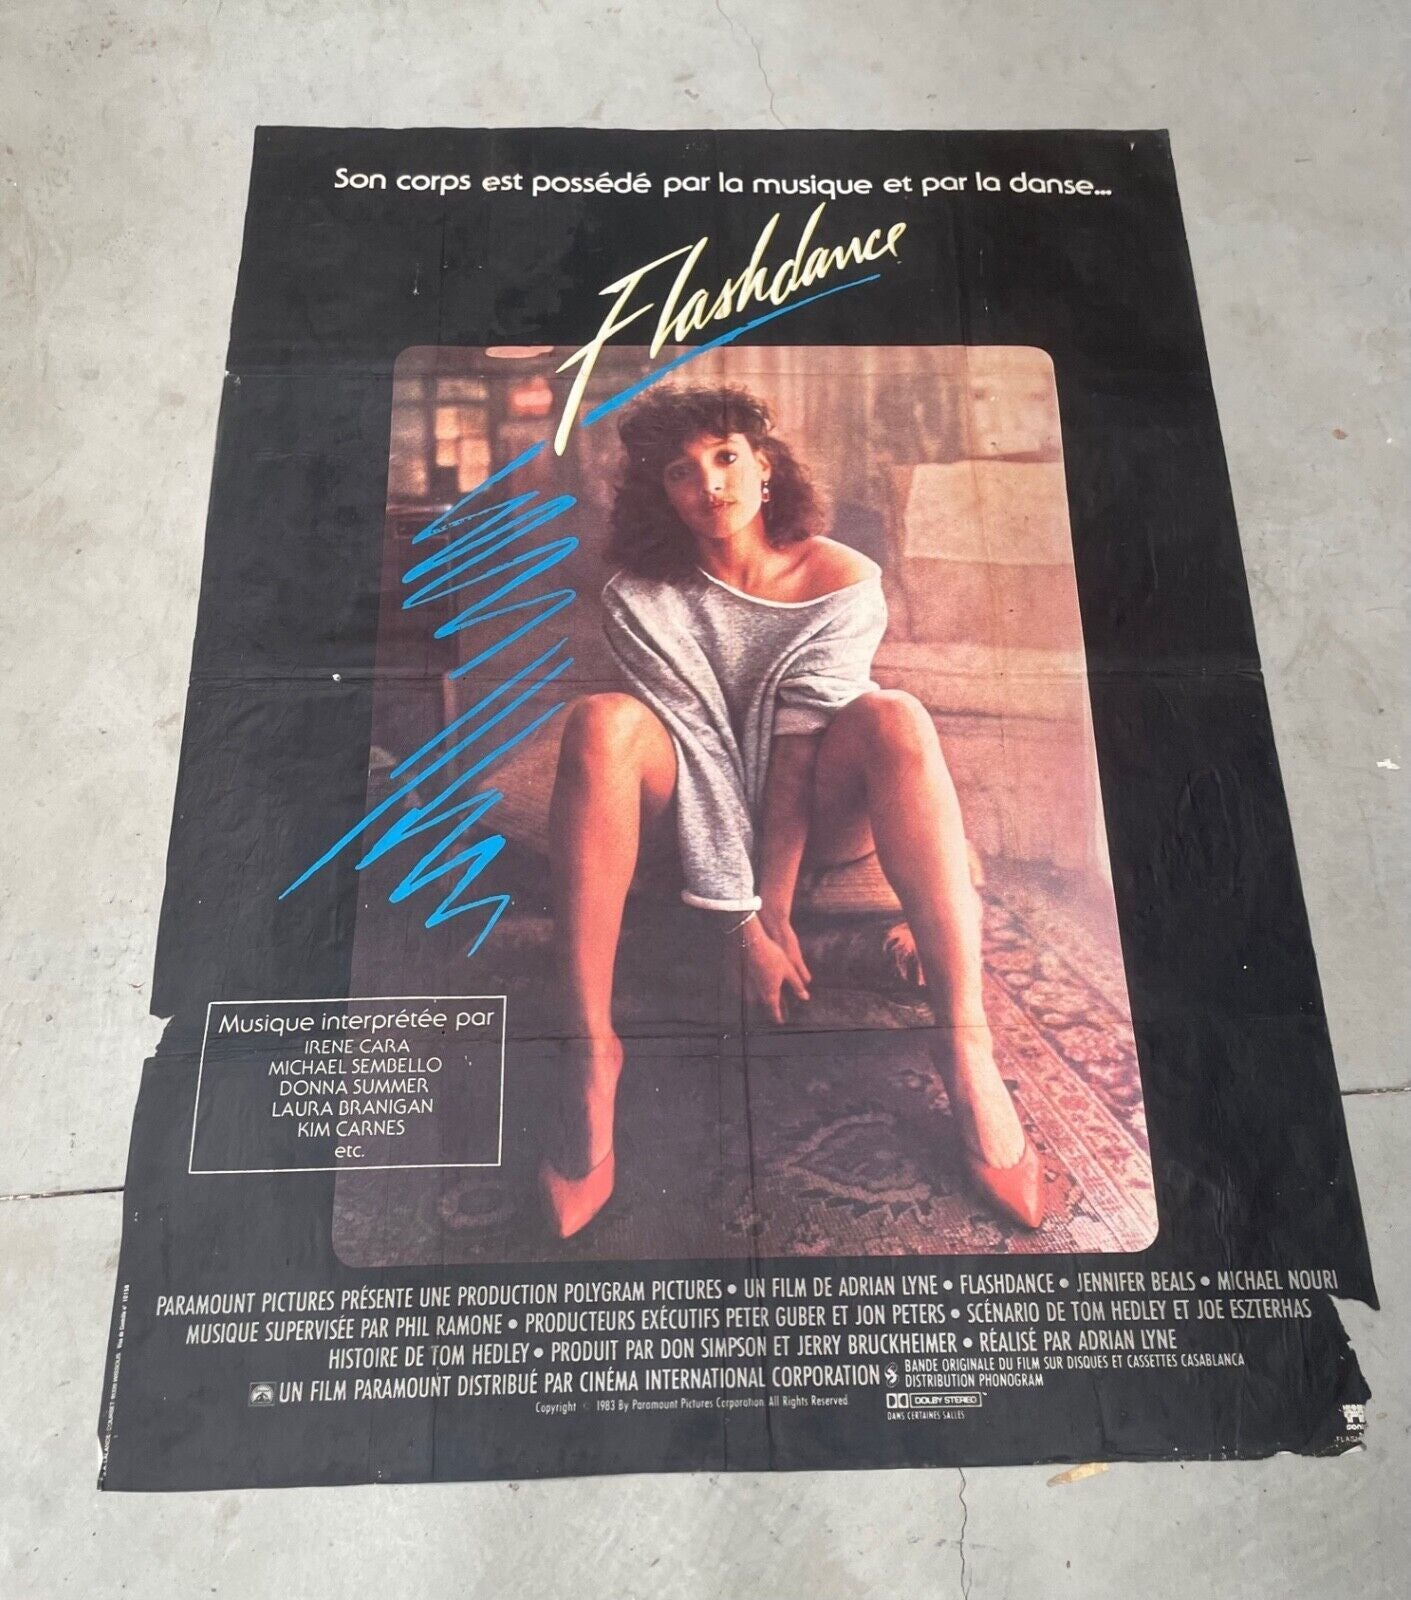 Son corps est possédé par la musique et par la danse...
Flashdance
Musique interprétée par
IRENE CARA
MICHAEL SEMBELLO
DONNA SUMMER
LAURA BRANIGAN
KIM CARNES
etc.
PARAMOUNT PICTURES PRÉSENTE UNE PRODUCTION POLYGRAM PICTURES • UN FILM DE ADRIAN LYNE • FLASHDANCE • JENNIFER BEALS • MICHAEL NOURI
MUSIQUE SUPERVISÉE PAR PHIL RAMONE • PRODUCTEURS EXÉCUTIFS PETER GUBER ET JON PETERS • SCÉNARIO DE TOM HEDLEY ET JOE ESZTERHAS
HISTOIRE DE TOM HEDLEY • PRODUIT PAR DON SIMPSON ET JERRY BRUCKHEIMER • RÉALISÉ PAR ADRIAN LYNE
UN FILM PARAMOUNT DISTRIBUÉ PAR CINÉMA INTERNATIONAL CORPORATION
BANDE ORIGINALE DU FILM SUR DISQUES ET CASSETTES CASABLANCA
DISTRIBUTION PHONOGRAM
Copyright © 1983 By Paramount Pictures Corporation All Rights Reserved
DOLBY STEREO
DANS CERTAINES SALLES